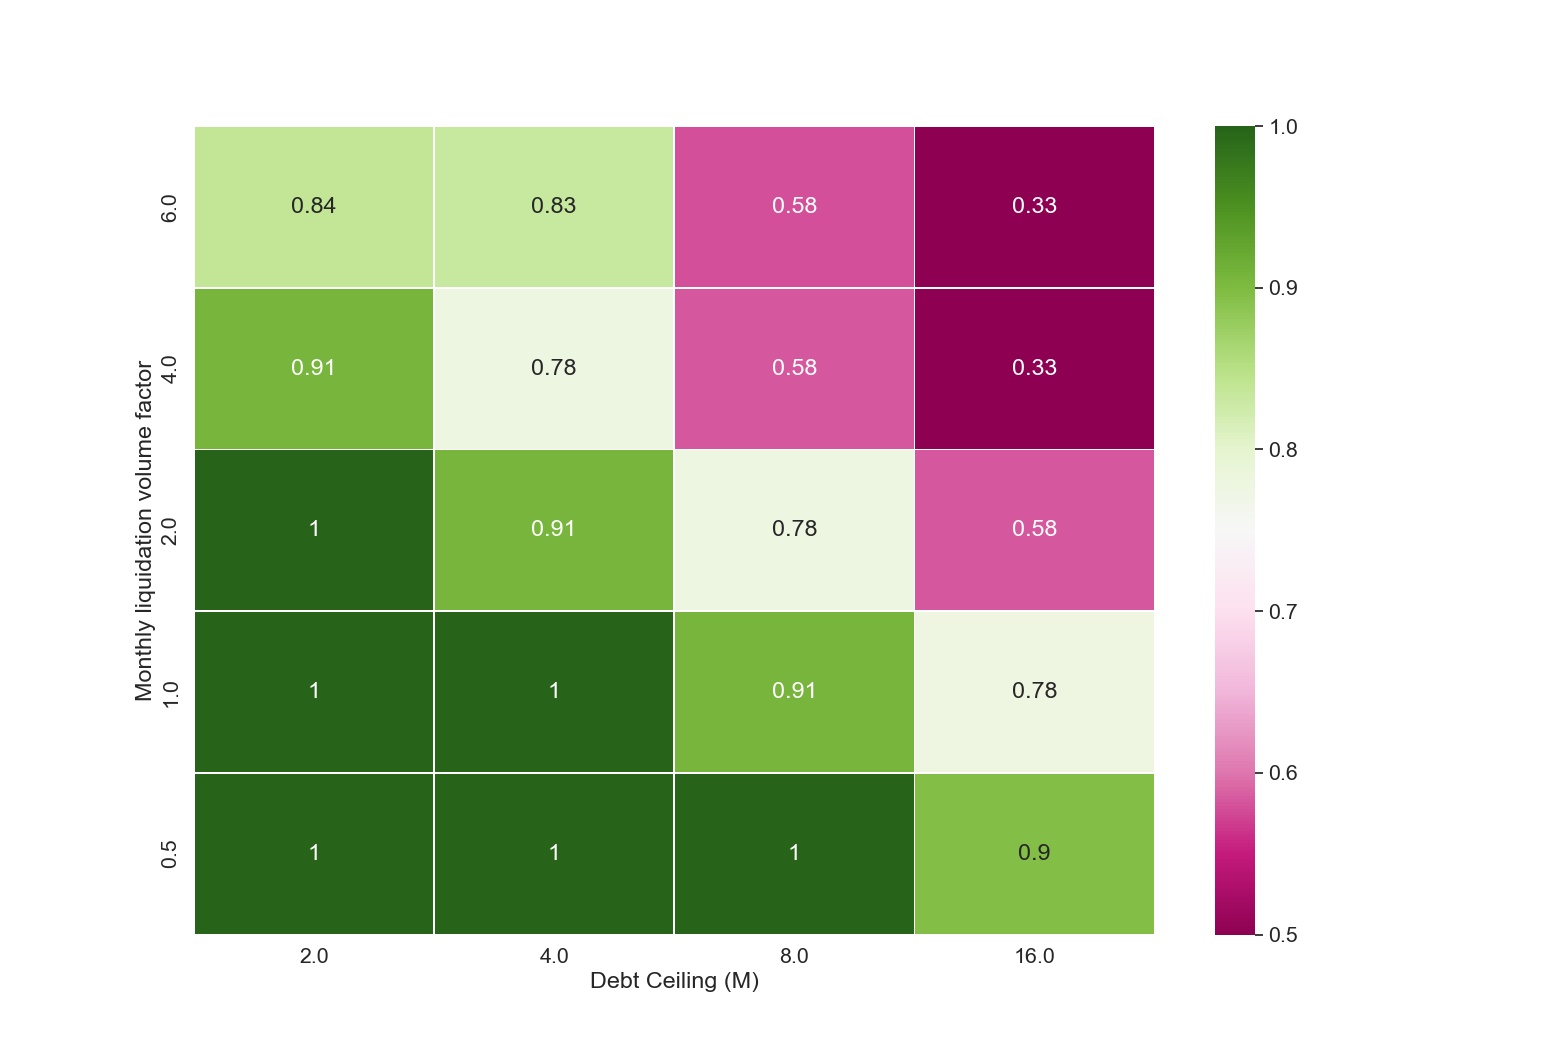 1.0
6.0 0.84 0.83 0.58 0.33
0.9
4.0 0.91 0.78 0.58 0.33
Monthly liquidation volume factor
0.8
2.0 1 0.91 0.78 0.58
0.7
1.0 1 1 0.91 0.78
0.6
0.5 1 1 1 0.9
0.5
2.0 4.0 8.0 16.0
Debt Ceiling (M)